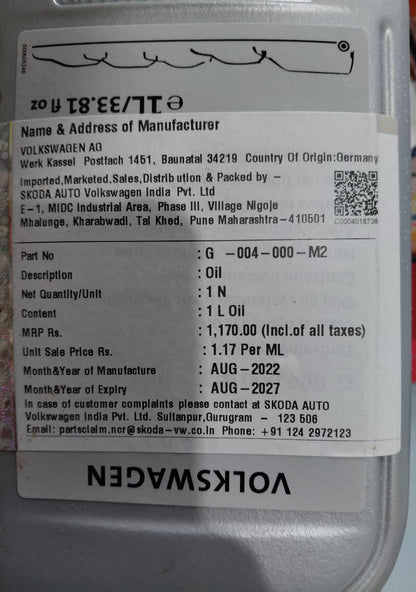 e1L/33.81 fl oz
Name & Address of Manufacturer
VOLKSWAGEN AG
Werk Kassel Postfach 1451, Baunatal 34219 Country Of Origin:Germany
Imported,Marketed,Sales,Distribution & Packed by -
SKODA AUTO Volkswagen India Pvt. Ltd
E-1, MIDC Industrial Area, Phase III, Village Nigoje
Mhalunge, Kharabwadi, Tal Khed, Pune Maharashtra-410501
C0004018738
Part No : G -004-000-M2
Description : Oil
Net Quantity/Unit : 1 N
Content : 1 L Oil
MRP Rs. : 1,170.00 (Incl.of all taxes)
Unit Sale Price Rs. : 1.17 Per ML
Month&Year of Manufacture : AUG-2022
Month&Year of Expiry : AUG-2027
In case of customer complaints please contact at SKODA AUTO
Volkswagen India Pvt. Ltd. Sultanpur,Gurugram - 123 506
Email: partsclaim.ncr@skoda-vw.co.in Phone: +91 124 2972123
VOLKSWAGEN